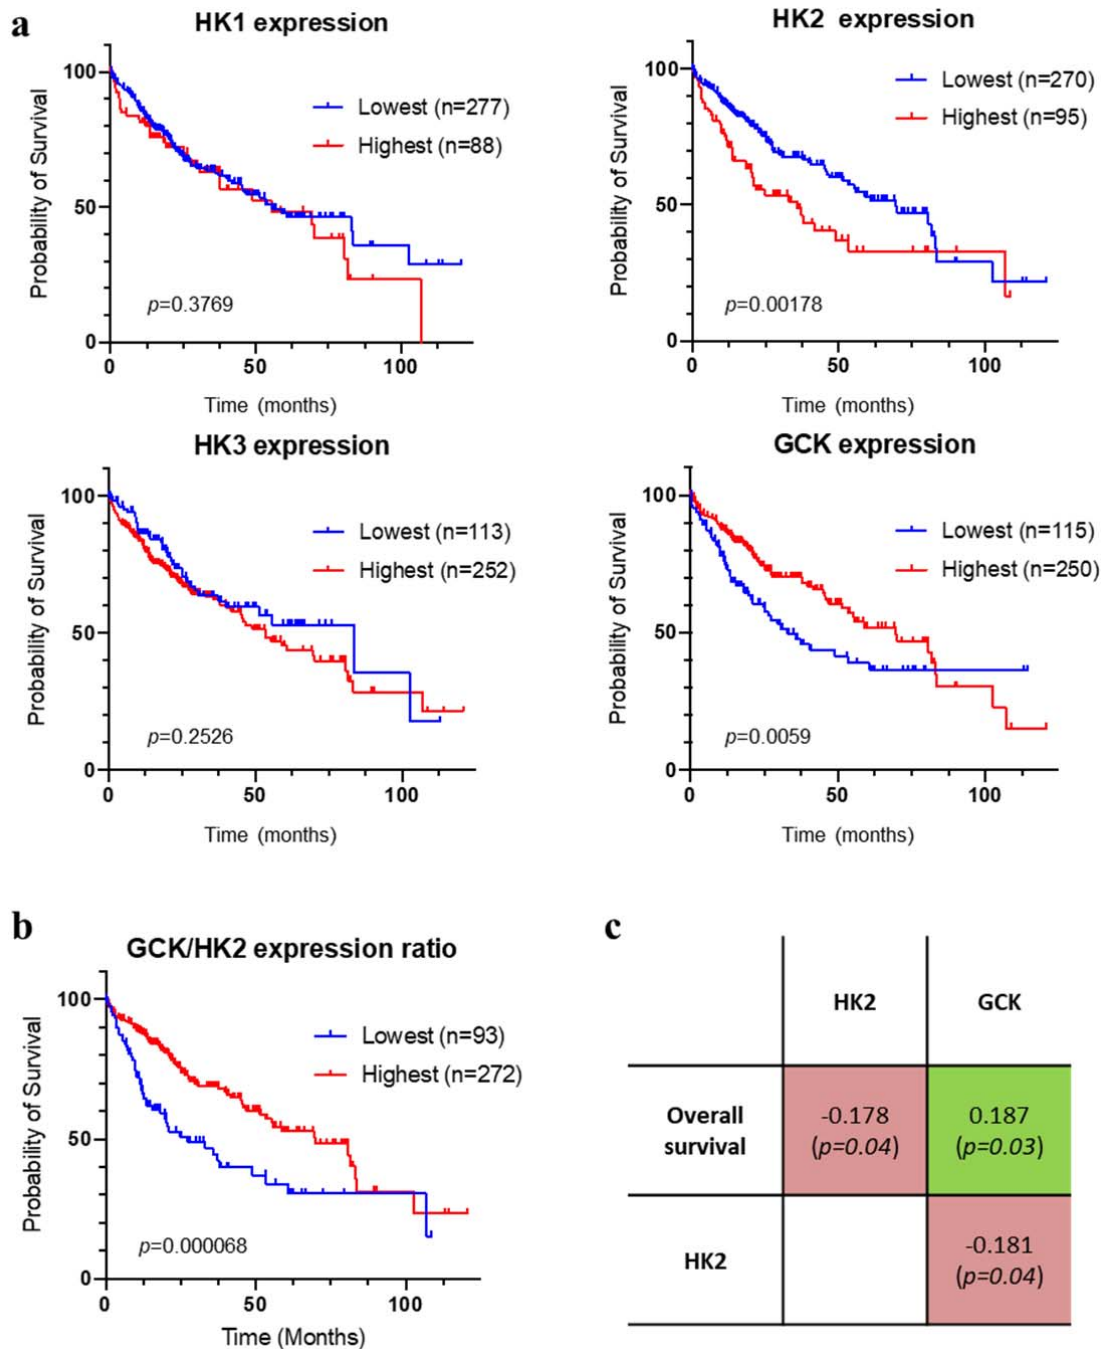 a
HK1 expression
Probability of Survival
100
50
0
0 50 100
Time (months)
Lowest (n=277)
Highest (n=88)
p=0.3769
HK2 expression
Probability of Survival
100
50
0
0 50 100
Time (months)
Lowest (n=270)
Highest (n=95)
p=0.00178
HK3 expression
Probability of Survival
100
50
0
0 50 100
Time (months)
Lowest (n=113)
Highest (n=252)
p=0.2526
GCK expression
Probability of Survival
100
50
0
0 50 100
Time (months)
Lowest (n=115)
Highest (n=250)
p=0.0059
b
GCK/HK2 expression ratio
Probability of Survival
100
50
0
0 50 100
Time (Months)
Lowest (n=93)
Highest (n=272)
p=0.000068
c
HK2 GCK
Overall
survival
-0.178
(p=0.04)
0.187
(p=0.03)
HK2
-0.181
(p=0.04)